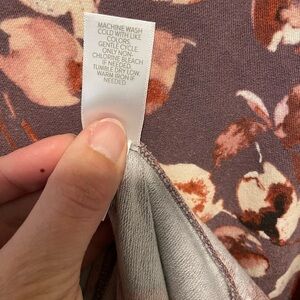 MACHINE WASH
COLD WITH LIKE
COLORS.
GENTLE CYCLE.
ONLY NON-
CHLORINE BLEACH
IF NEEDED.
TUMBLE DRY LOW.
WARM IRON IF
NEEDED